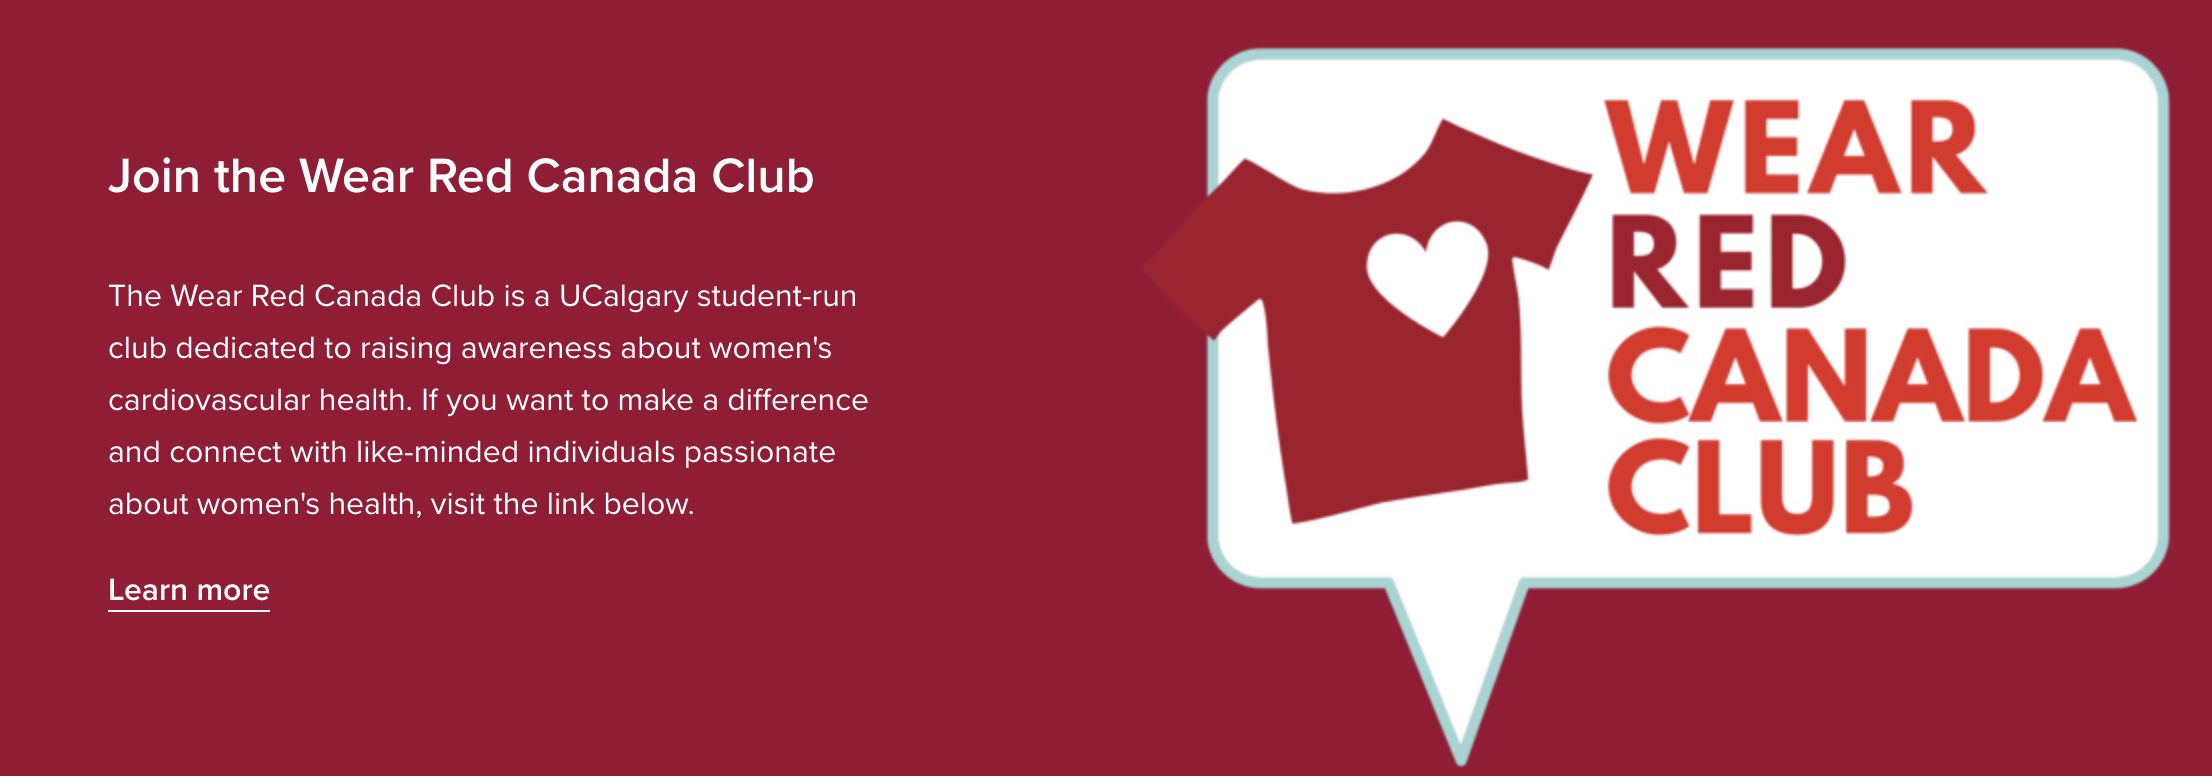 Join the Wear Red Canada Club
The Wear Red Canada Club is a UCalgary student-run
club dedicated to raising awareness about women's
cardiovascular health. If you want to make a difference
and connect with like-minded individuals passionate
about women's health, visit the link below.
Learn more
WEAR
RED
CANADA
CLUB